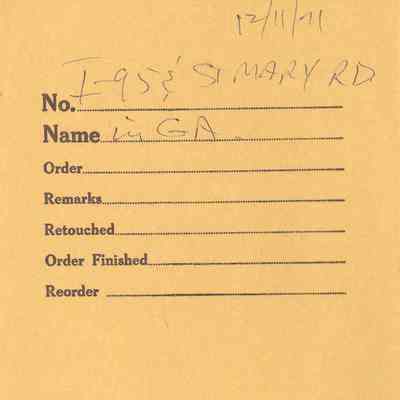 12/11/71
No. I-95 & St MARY RD
Name in GA.
Order
Remarks
Retouched
Order Finished
Reorder